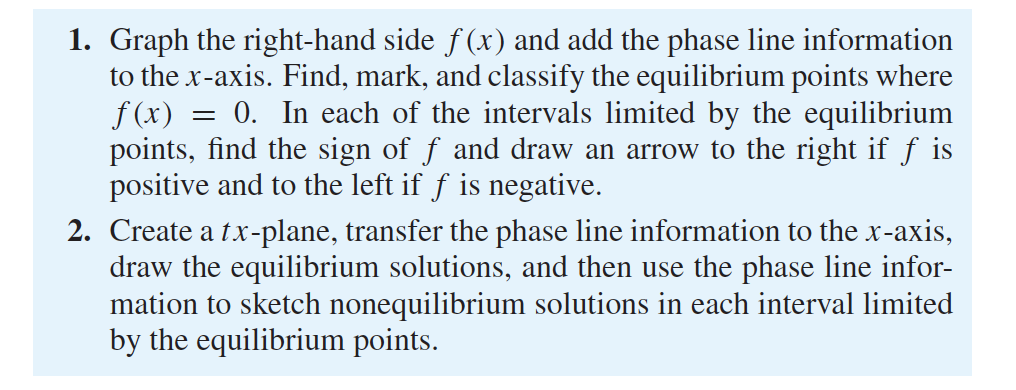 1. Graph the right-hand side f(x) and add the phase line information
to the x-axis. Find, mark, and classify the equilibrium points where
f(x) = 0. In each of the intervals limited by the equilibrium
points, find the sign of f and draw an arrow to the right if f is
positive and to the left if f is negative.
2. Create a tx-plane, transfer the phase line information to the x-axis,
draw the equilibrium solutions, and then use the phase line infor-
mation to sketch nonequilibrium solutions in each interval limited
by the equilibrium points.